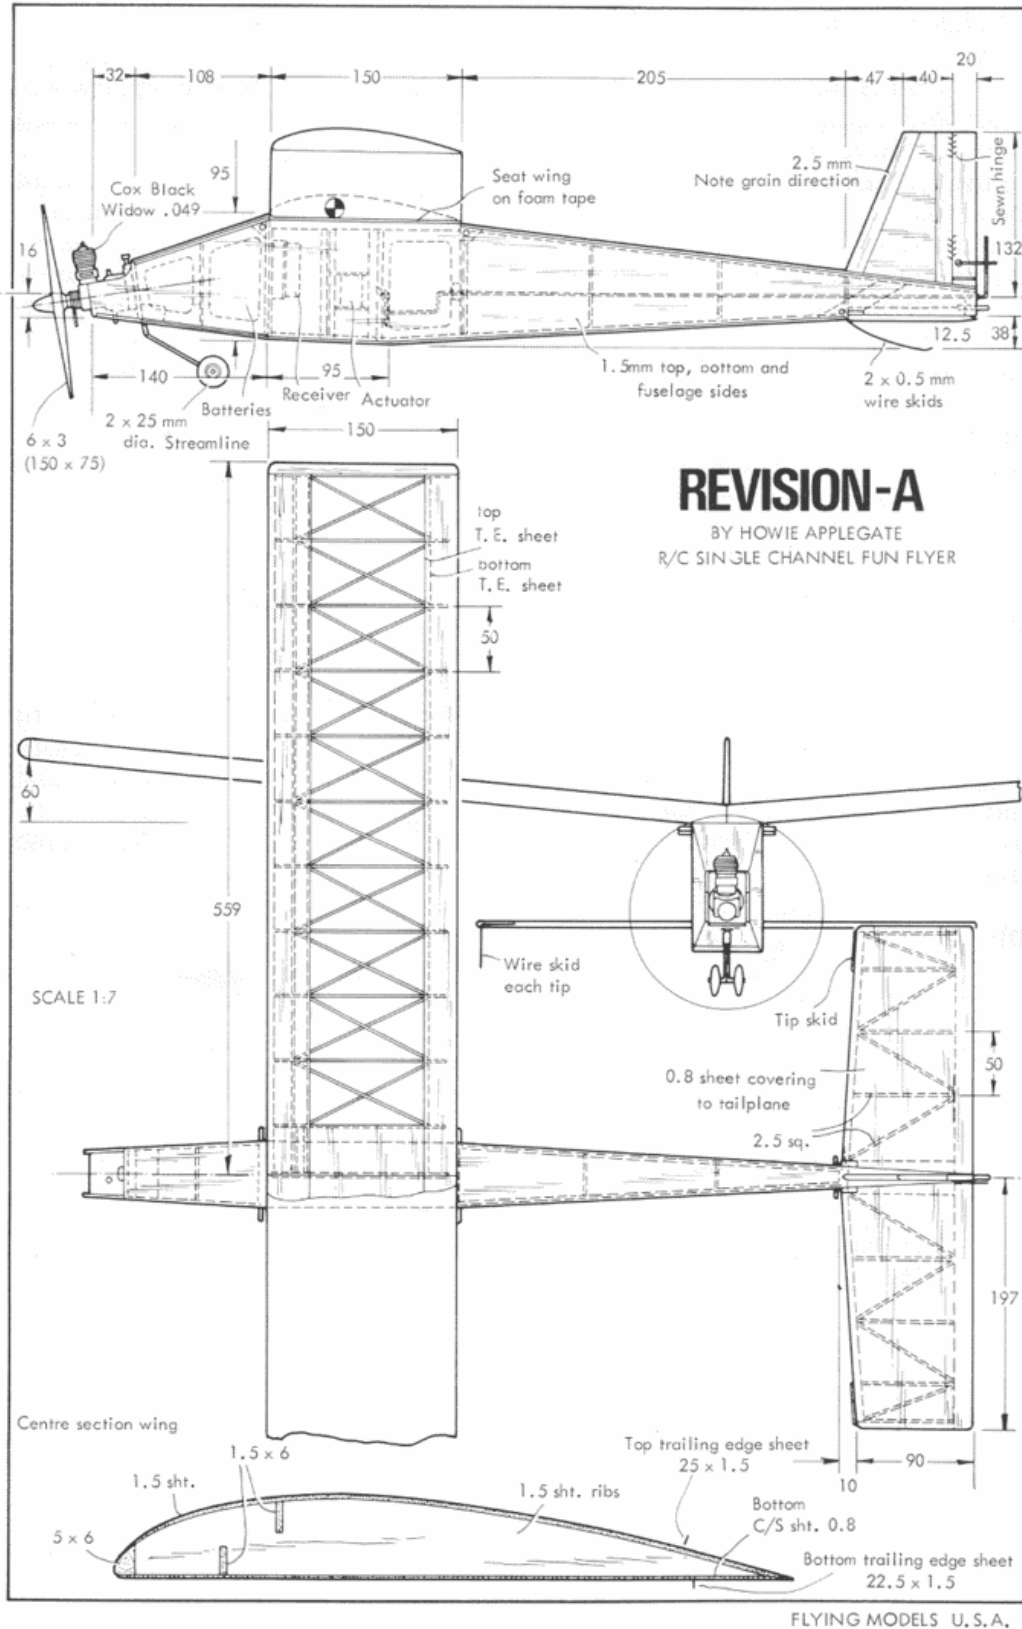 32
108
150
205
47
40
20
95
Cox Black
Widow .049
Seat wing
on foam tape
2.5 mm
Note grain direction
Sewn hinge
132
16
12.5
38
1.5mm top, bottom and
fuselage sides
2 x 0.5 mm
wire skids
140
95
Batteries
Receiver
Actuator
2 x 25 mm
dia. Streamline
6 x 3
(150 x 75)
150
REVISION-A
BY HOWIE APPLEGATE
R/C SINGLE CHANNEL FUN FLYER
top
T.E. sheet
bottom
T.E. sheet
50
60
559
SCALE 1:7
Wire skid
each tip
Tip skid
0.8 sheet covering
to tailplane
2.5 sq.
50
197
90
10
Centre section wing
1.5 sht.
1.5 x 6
5 x 6
1.5 sht. ribs
Top trailing edge sheet
25 x 1.5
Bottom
C/S sht. 0.8
Bottom trailing edge sheet
22.5 x 1.5
FLYING MODELS U.S.A.